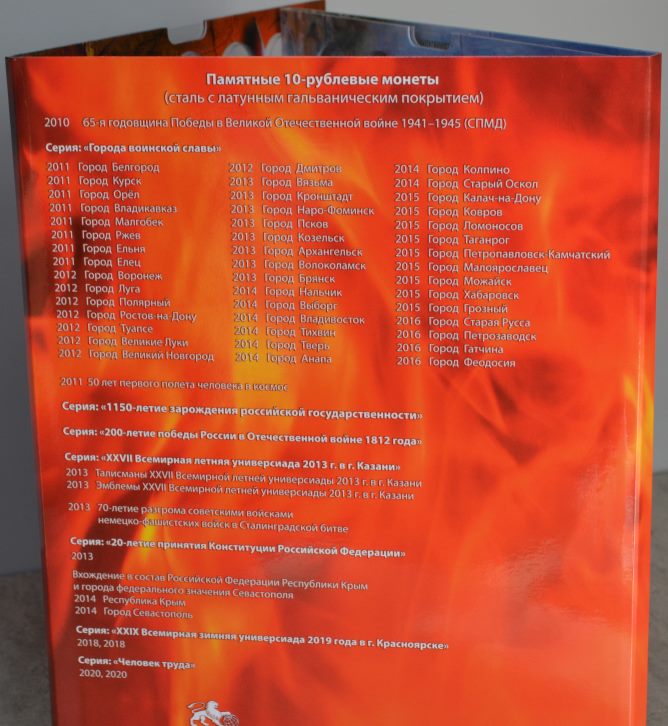 Памятные 10-рублевые монеты
(сталь с латунным гальваническим покрытием)
2010 65-я годовщина Победы в Великой Отечественной войне 1941–1945 (СПМД)
Серия: «Города воинской славы»
2011 Город Белгород
2011 Город Курск
2011 Город Орёл
2011 Город Владикавказ
2011 Город Малгобек
2011 Город Ржев
2011 Город Ельня
2011 Город Елец
2012 Город Воронеж
2012 Город Луга
2012 Город Полярный
2012 Город Ростов-на-Дону
2012 Город Туапсе
2012 Город Великие Луки
2012 Город Великий Новгород
2012 Город Дмитров
2013 Город Вязьма
2013 Город Кронштадт
2013 Город Наро-Фоминск
2013 Город Псков
2013 Город Козельск
2013 Город Архангельск
2013 Город Волоколамск
2013 Город Брянск
2014 Город Нальчик
2014 Город Выборг
2014 Город Владивосток
2014 Город Тихвин
2014 Город Тверь
2014 Город Анапа
2014 Город Колпино
2014 Город Старый Оскол
2015 Город Калач-на-Дону
2015 Город Ковров
2015 Город Ломоносов
2015 Город Таганрог
2015 Город Петропавловск-Камчатский
2015 Город Малоярославец
2015 Город Можайск
2015 Город Хабаровск
2015 Город Грозный
2016 Город Старая Русса
2016 Город Петрозаводск
2016 Город Гатчина
2016 Город Феодосия
2011 50 лет первого полета человека в космос
Серия: «1150-летие зарождения российской государственности»
Серия: «200-летие победы России в Отечественной войне 1812 года»
Серия: «XXVII Всемирная летняя универсиада 2013 г. в г. Казани»
2013 Талисманы XXVII Всемирной летней универсиады 2013 г. в г. Казани
2013 Эмблемы XXVII Всемирной летней универсиады 2013 г. в г. Казани
2013 70-летие разгрома советскими войсками
немецко-фашистских войск в Сталинградской битве
Серия: «20-летие принятия Конституции Российской Федерации»
2013
Вхождение в состав Российской Федерации Республики Крым
и города федерального значения Севастополя
2014 Республика Крым
2014 Город Севастополь
Серия: «XXIX Всемирная зимняя универсиада 2019 года в г. Красноярске»
2018, 2018
Серия: «Человек труда»
2020, 2020